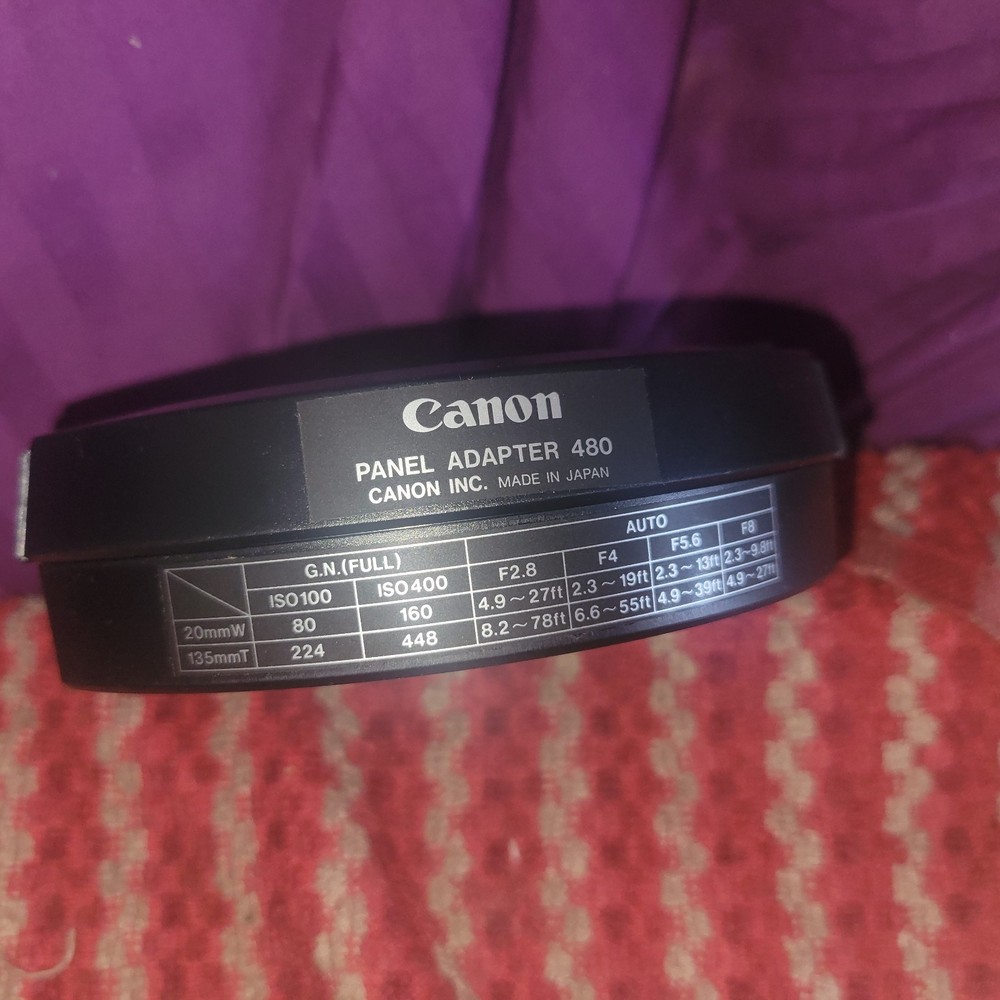 Canon
PANEL ADAPTER 480
CANON INC. MADE IN JAPAN
G.N.(FULL) AUTO
ISO100 ISO400 F2.8 F4 F5.6 F8
20mmW 80 160 4.9~27ft 2.3~19ft 2.3~13ft 2.3~9.8ft
135mmT 224 448 8.2~78ft 6.6~55ft 4.9~39ft 4.9~27ft